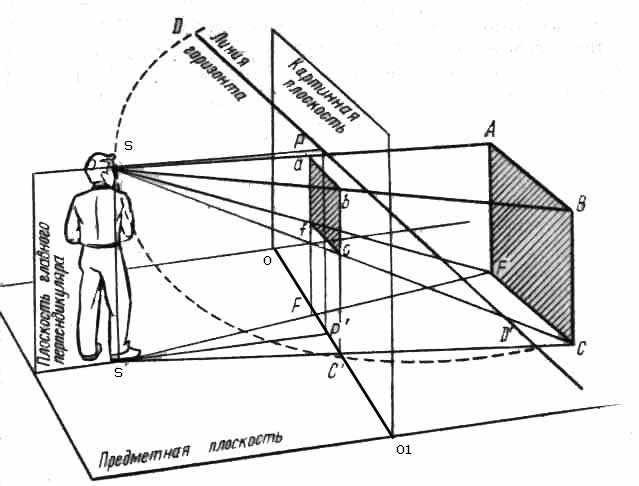 D
Линия
горизонта
Картинная
плоскость
S
P
a
A
b
B
f
c
O
F
F
P'
D'
C'
C
S'
Плоскость главного
перпендикуляра
Предметная плоскость
O1